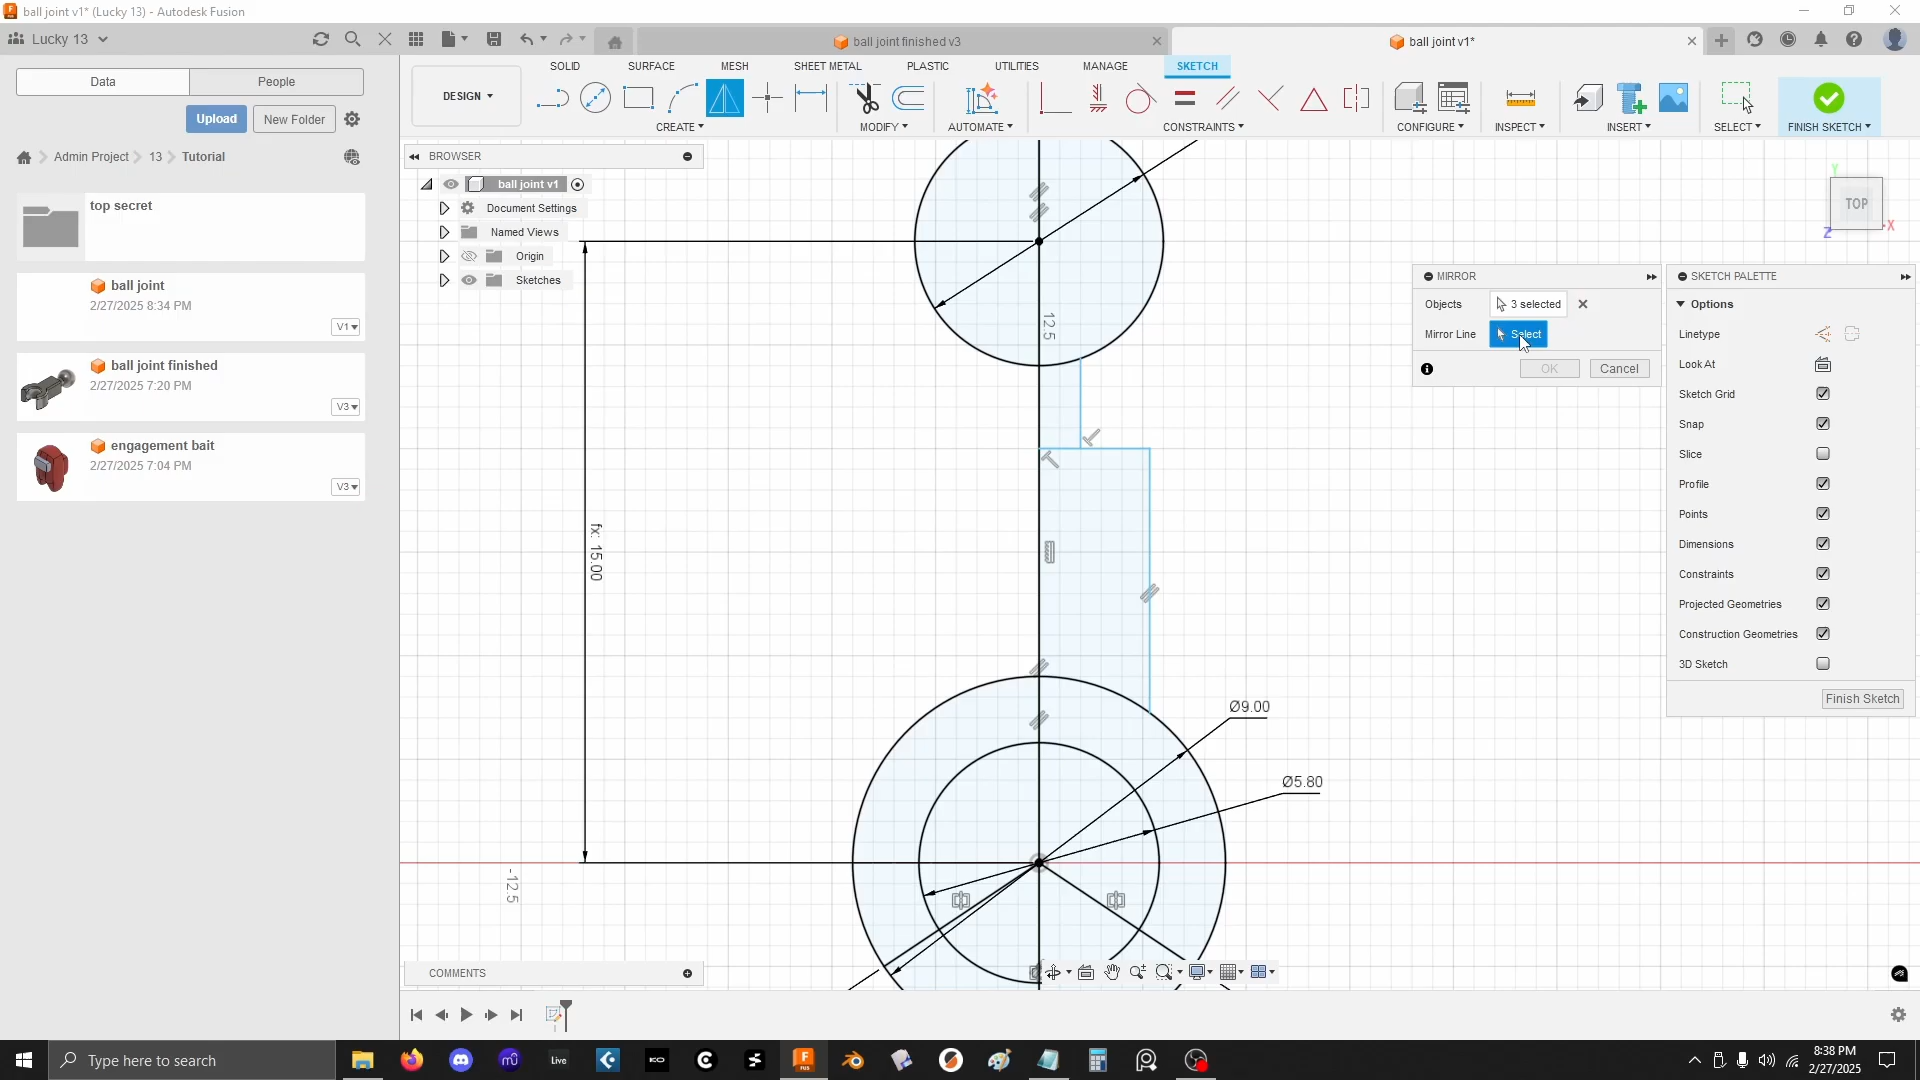 ball joint v1* (Lucky 13) - Autodesk Fusion
Lucky 13
ball joint finished v3
ball joint v1*
Data
People
Upload
New Folder
Admin Project
13
Tutorial
top secret
ball joint
2/27/2025 8:34 PM
V1
ball joint finished
2/27/2025 7:20 PM
V3
engagement bait
2/27/2025 7:04 PM
V3
DESIGN
SOLID
SURFACE
MESH
SHEET METAL
PLASTIC
UTILITIES
MANAGE
SKETCH
CREATE
MODIFY
AUTOMATE
CONSTRAINTS
CONFIGURE
INSPECT
INSERT
SELECT
FINISH SKETCH
BROWSER
ball joint v1
Document Settings
Named Views
Origin
Sketches
TOP
X
Y
Z
12.5
fx: 15.00
Ø9.00
Ø5.80
-12.5
MIRROR
Objects
3 selected
Mirror Line
Select
OK
Cancel
SKETCH PALETTE
Options
Linetype
Look At
Sketch Grid
Snap
Slice
Profile
Points
Dimensions
Constraints
Projected Geometries
Construction Geometries
3D Sketch
Finish Sketch
COMMENTS
Type here to search
Live
8:38 PM
2/27/2025